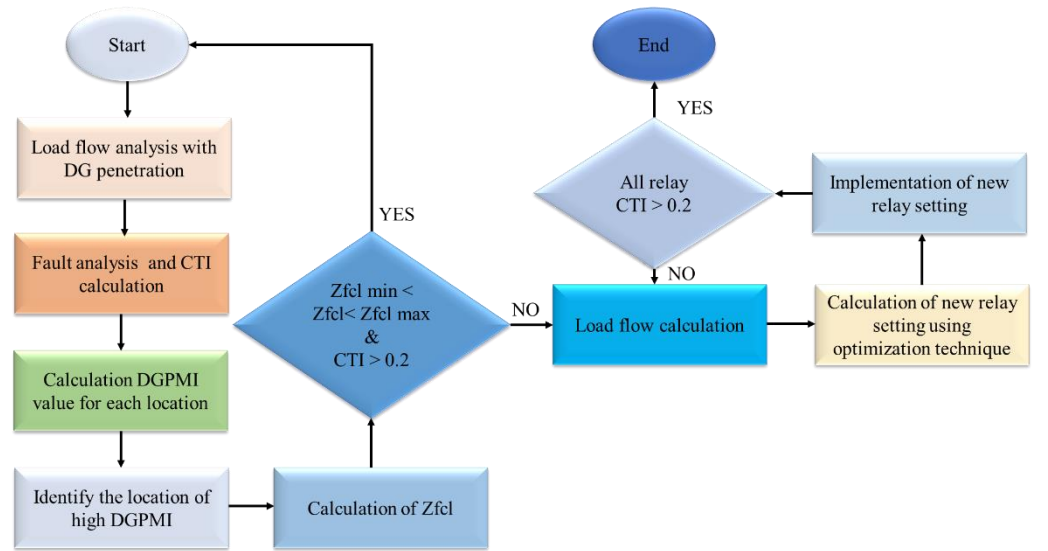 Start
Load flow analysis with
DG penetration
Fault analysis and CTI
calculation
Calculation DGPMI
value for each location
Identify the location of
high DGPMI
Calculation of Zfcl
Zfcl min <
Zfcl< Zfcl max
&
CTI > 0.2
YES
NO
Load flow calculation
Calculation of new relay
setting using
optimization technique
Implementation of new
relay setting
All relay
CTI > 0.2
NO
YES
End